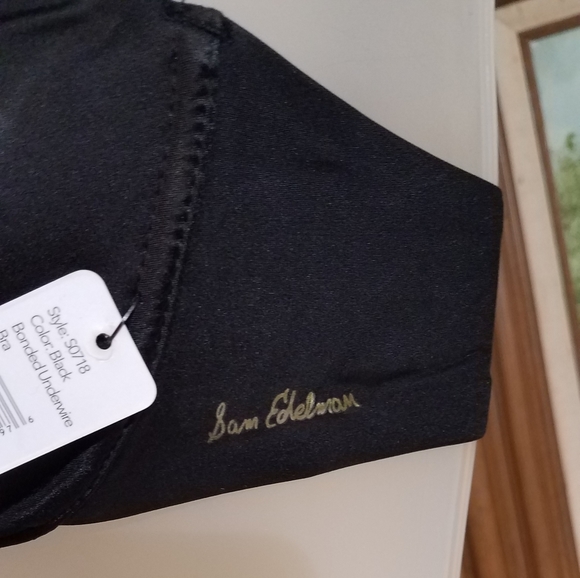 Style: S0718
Color: Black
Bonded Underwire
Bra
Sam Edelman